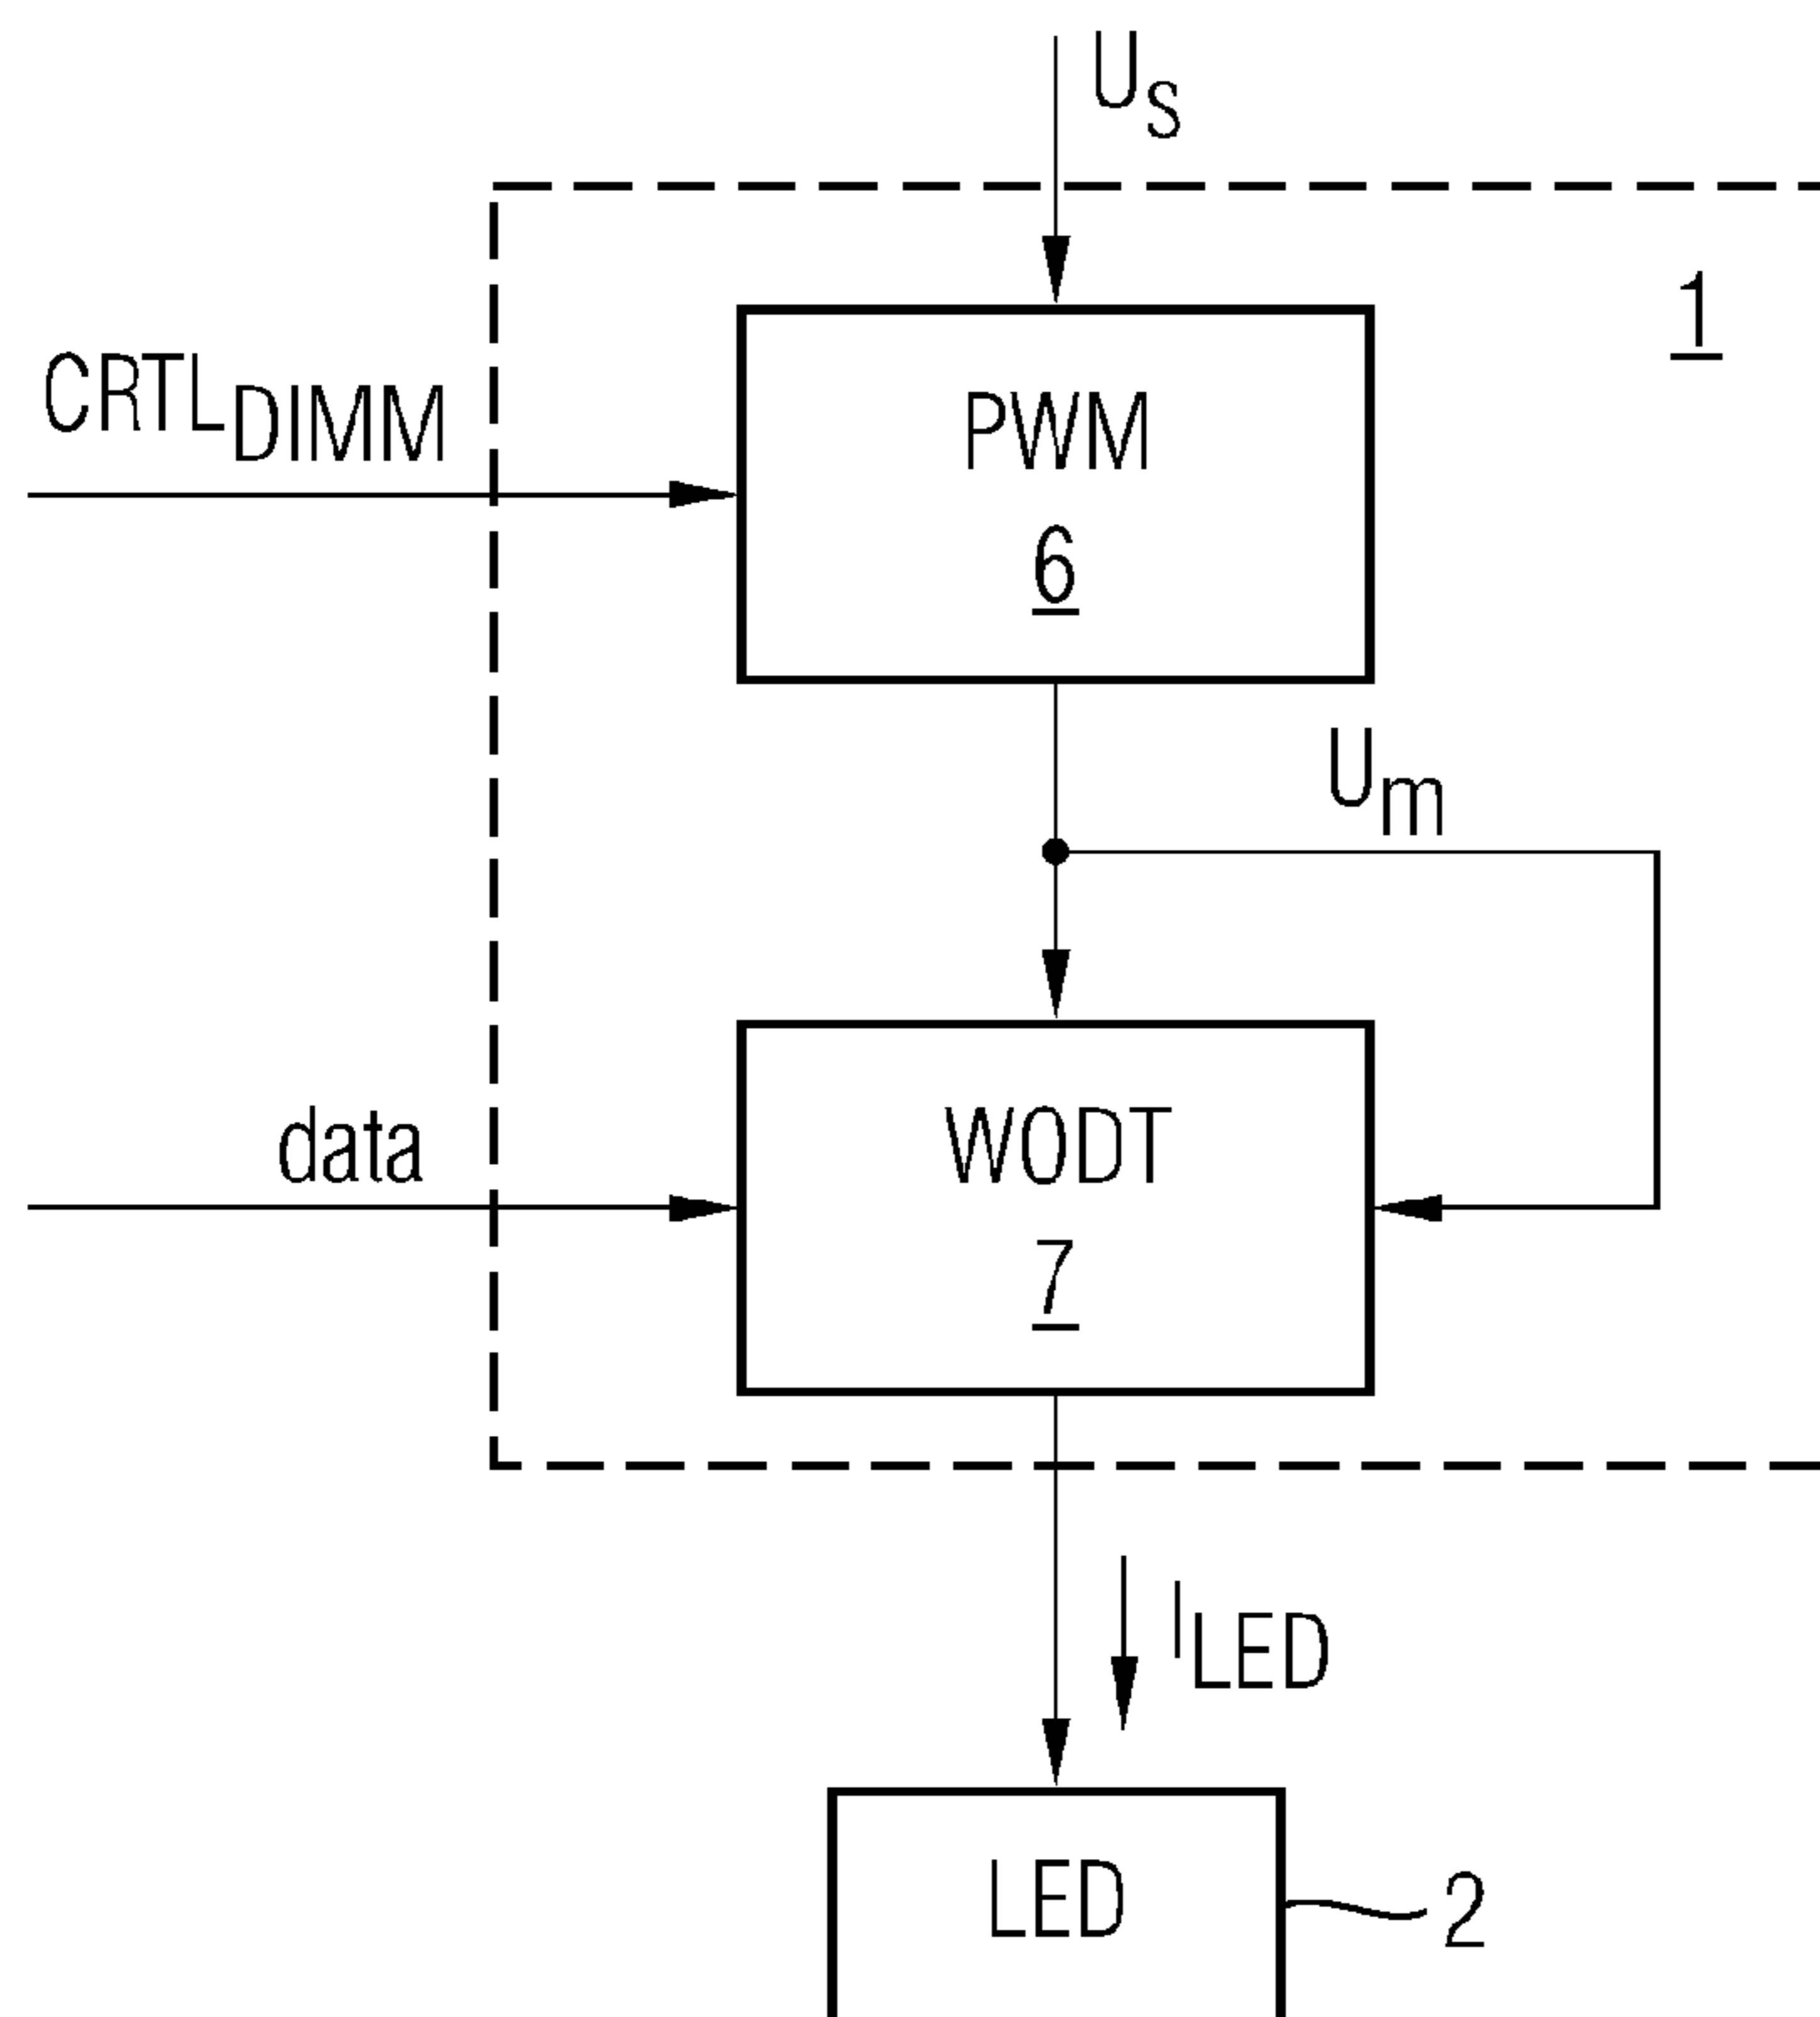 U_S
1
CRTL_DIMM
PWM
6
U_m
data
WODT
7
I_LED
LED
2